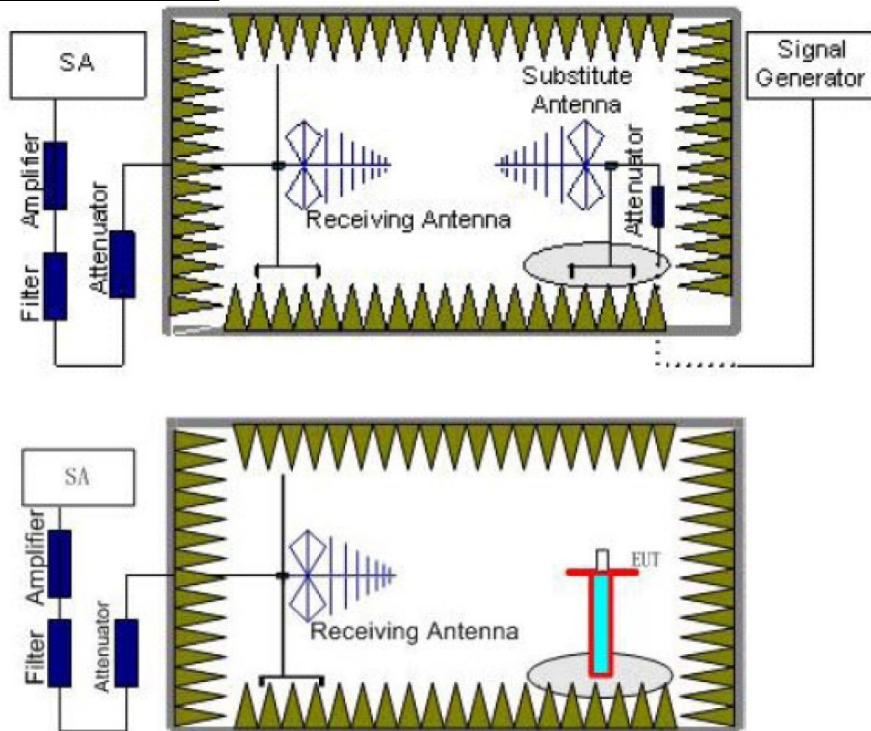 SA
Amplifier
Filter
Attenuator
Receiving Antenna
Substitute
Antenna
Attenuator
Signal
Generator
SA
Amplifier
Filter
Attenuator
Receiving Antenna
EUT